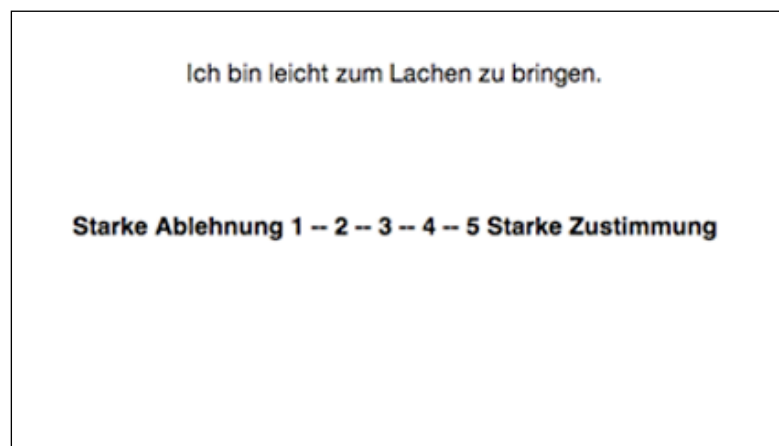 Ich bin leicht zum Lachen zu bringen.
Starke Ablehnung 1 -- 2 -- 3 -- 4 -- 5 Starke Zustimmung